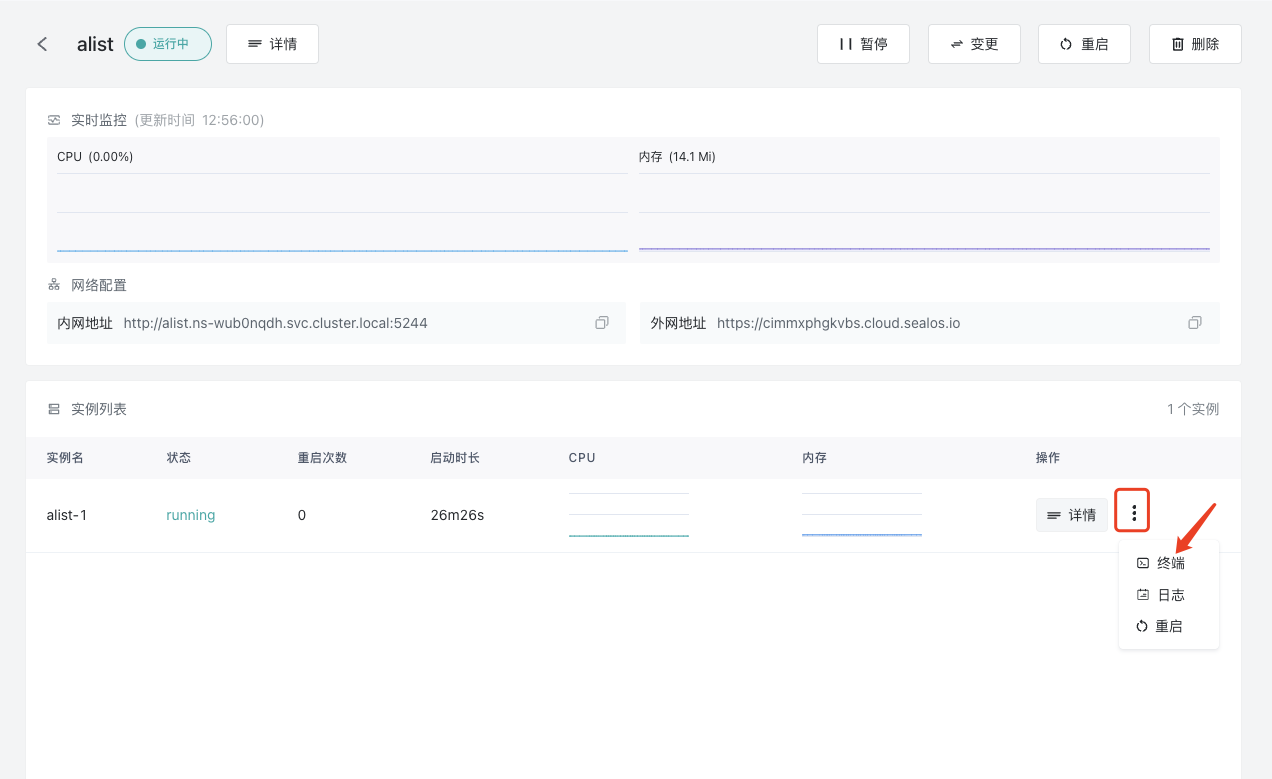 alist 运行中 详情 暂停 变更 重启 删除
实时监控 (更新时间 12:56:00)
CPU (0.00%) 内存 (14.1 Mi)
网络配置
内网地址 http://alist.ns-wub0nqdh.svc.cluster.local:5244 外网地址 https://cimmxphgkvbs.cloud.sealos.io
实例列表 1 个实例
实例名 状态 重启次数 启动时长 CPU 内存 操作
alist-1 running 0 26m26s 详情
终端
日志
重启